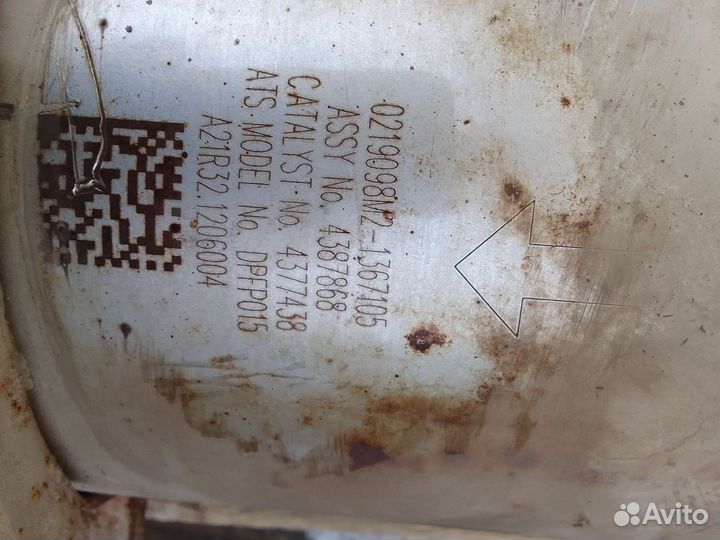 0219098M2-1367105
ASSY No. 4387868
CATALYST No. 4377438
ATS MODEL No DPFP015
A21R32.1206004
Avito